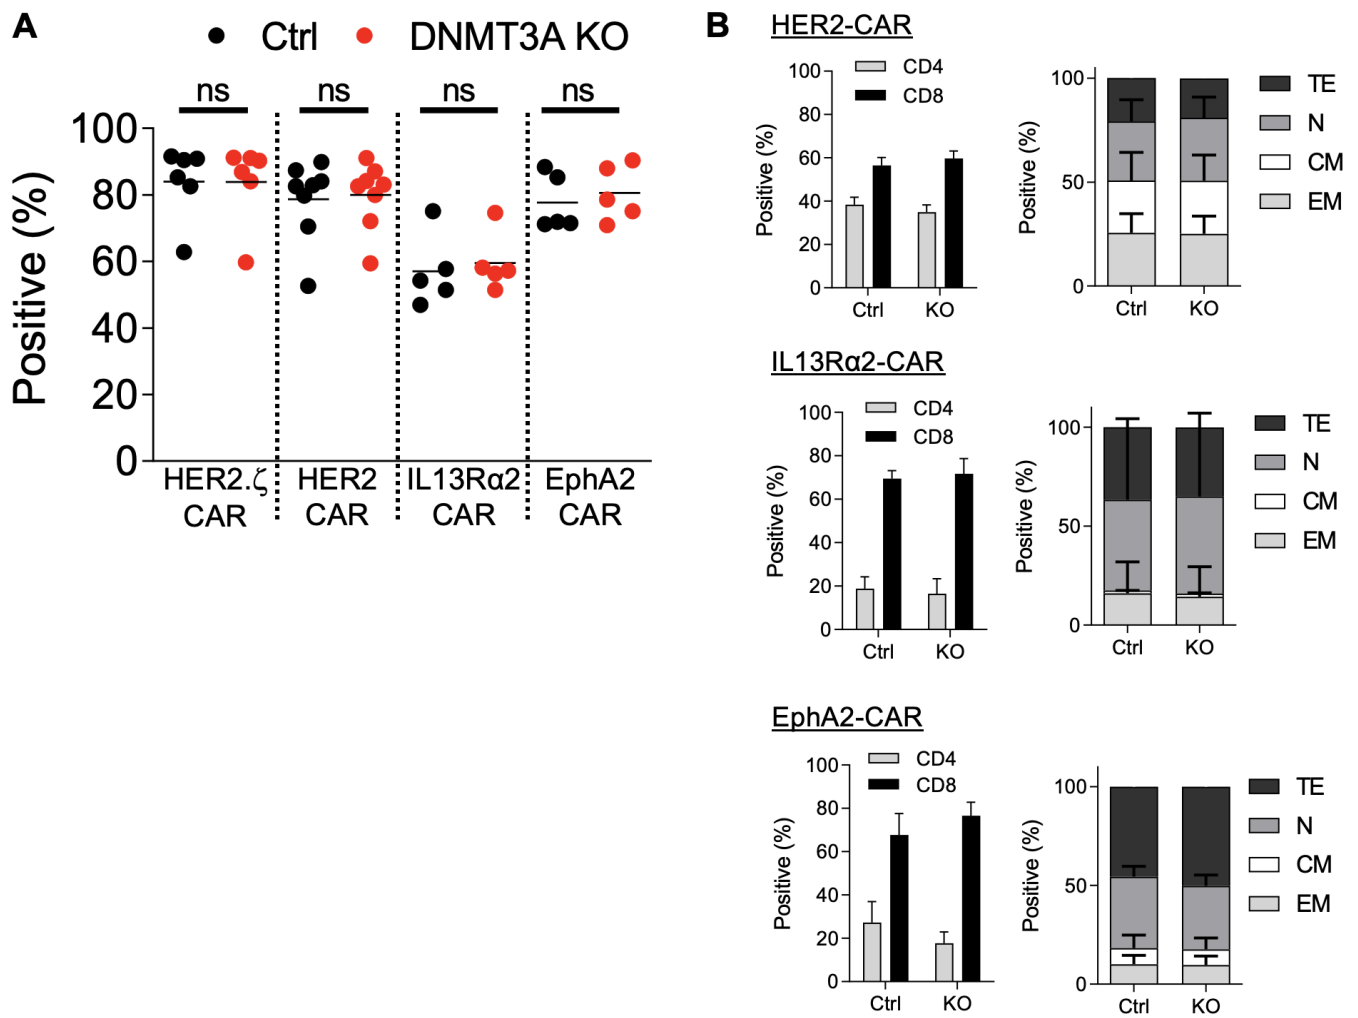 A
Ctrl DNMT3A KO
ns ns ns ns
Positive (%)
100
80
60
40
20
0
HER2.ζ HER2 IL13Rα2 EphA2
CAR CAR CAR CAR
B
HER2-CAR
CD4
CD8
Positive (%)
100
80
60
40
20
0
Ctrl KO
Positive (%)
100
50
0
Ctrl KO
TE
N
CM
EM
IL13Rα2-CAR
CD4
CD8
Positive (%)
100
80
60
40
20
0
Ctrl KO
Positive (%)
100
50
0
Ctrl KO
TE
N
CM
EM
EphA2-CAR
CD4
CD8
Positive (%)
100
80
60
40
20
0
Ctrl KO
Positive (%)
100
50
0
Ctrl KO
TE
N
CM
EM